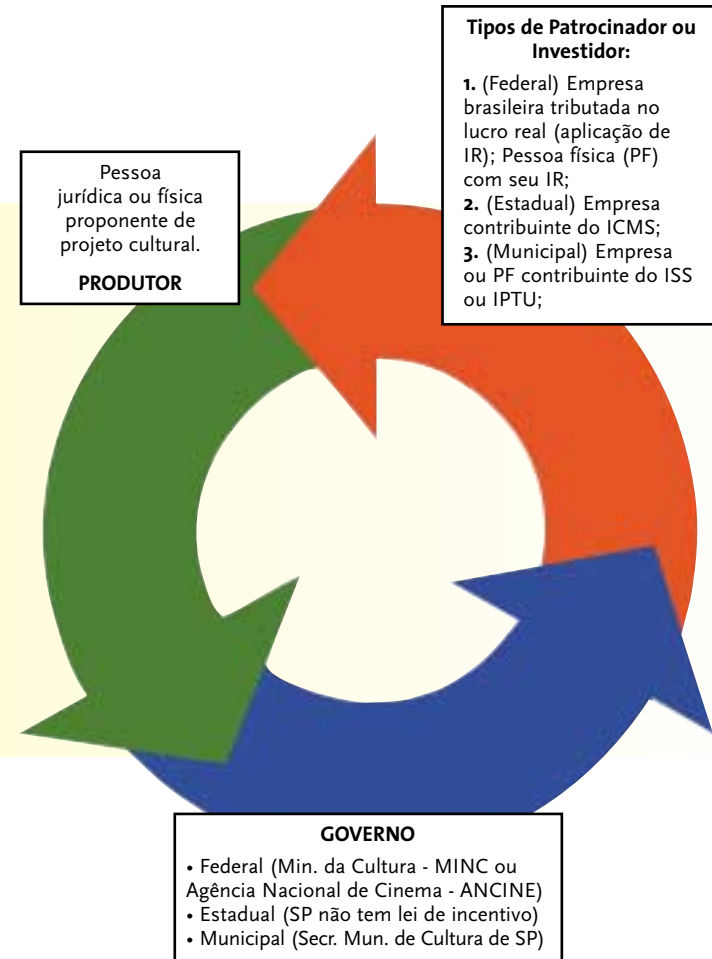 Tipos de Patrocinador ou
Investidor:
1. (Federal) Empresa
brasileira tributada no
lucro real (aplicação de
IR); Pessoa física (PF)
com seu IR;
2. (Estadual) Empresa
contribuinte do ICMS;
3. (Municipal) Empresa
ou PF contribuinte do ISS
ou IPTU;
Pessoa
jurídica ou física
proponente de
projeto cultural.
PRODUTOR
GOVERNO
• Federal (Min. da Cultura - MINC ou
Agência Nacional de Cinema - ANCINE)
• Estadual (SP não tem lei de incentivo)
• Municipal (Secr. Mun. de Cultura de SP)